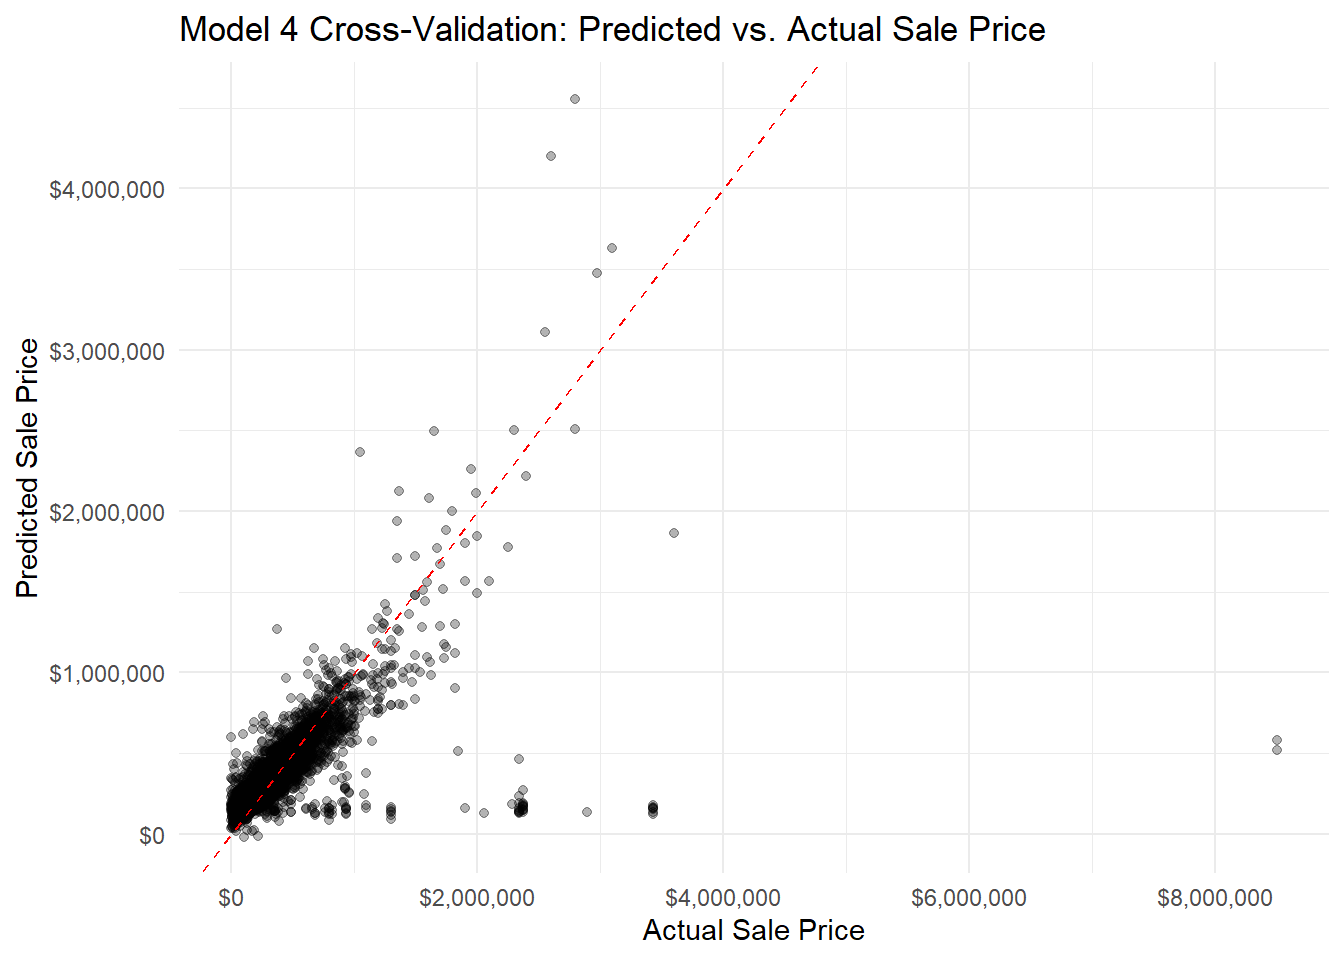 Model 4 Cross-Validation: Predicted vs. Actual Sale Price
Predicted Sale Price
$4,000,000
$3,000,000
$2,000,000
$1,000,000
$0
$0 $2,000,000 $4,000,000 $6,000,000 $8,000,000
Actual Sale Price